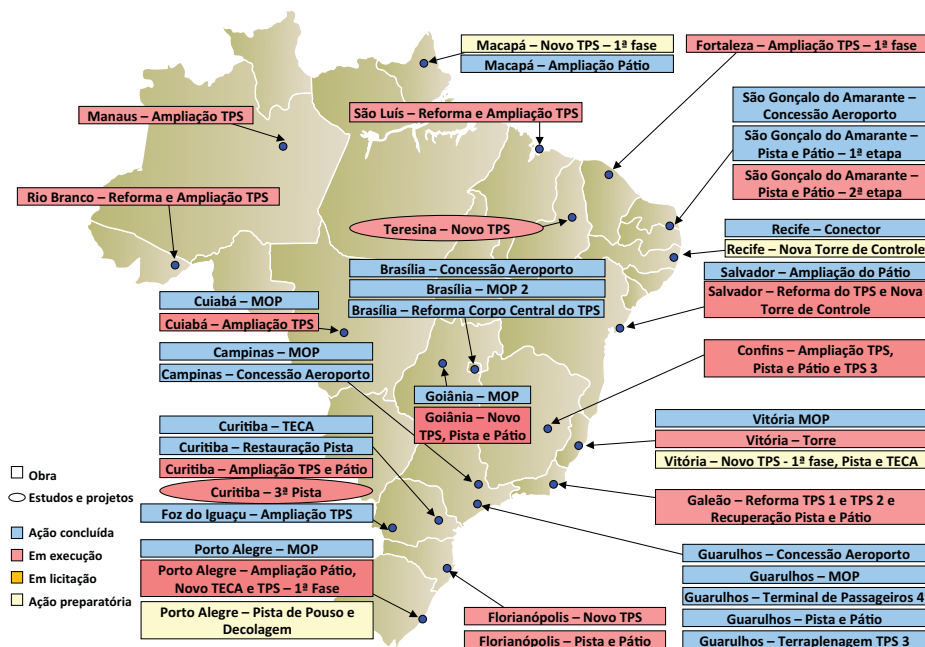 Macapá – Novo TPS – 1ª fase
Macapá – Ampliação Pátio
Fortaleza – Ampliação TPS – 1ª fase
São Gonçalo do Amarante –
Concessão Aeroporto
São Gonçalo do Amarante –
Pista e Pátio – 1ª etapa
São Gonçalo do Amarante –
Pista e Pátio – 2ª etapa
Manaus – Ampliação TPS
São Luís – Reforma e Ampliação TPS
Rio Branco – Reforma e Ampliação TPS
Teresina – Novo TPS
Recife – Conector
Recife – Nova Torre de Controle
Brasília – Concessão Aeroporto
Brasília – MOP 2
Brasília – Reforma Corpo Central do TPS
Salvador – Ampliação do Pátio
Salvador – Reforma do TPS e Nova
Torre de Controle
Cuiabá – MOP
Cuiabá – Ampliação TPS
Campinas – MOP
Campinas – Concessão Aeroporto
Confins – Ampliação TPS,
Pista e Pátio e TPS 3
Goiânia – MOP
Goiânia – Novo
TPS, Pista e Pátio
Curitiba – TECA
Curitiba – Restauração Pista
Curitiba – Ampliação TPS e Pátio
Curitiba – 3ª Pista
Foz do Iguaçu – Ampliação TPS
Vitória MOP
Vitória – Torre
Vitória – Novo TPS - 1ª fase, Pista e TECA
Galeão – Reforma TPS 1 e TPS 2 e
Recuperação Pista e Pátio
Porto Alegre – MOP
Porto Alegre – Ampliação Pátio,
Novo TECA e TPS – 1ª Fase
Porto Alegre – Pista de Pouso e
Decolagem
Florianópolis – Novo TPS
Florianópolis – Pista e Pátio
Guarulhos – Concessão Aeroporto
Guarulhos – MOP
Guarulhos – Terminal de Passageiros 4
Guarulhos – Pista e Pátio
Guarulhos – Terraplenagem TPS 3
Obra
Estudos e projetos
Ação concluída
Em execução
Em licitação
Ação preparatória